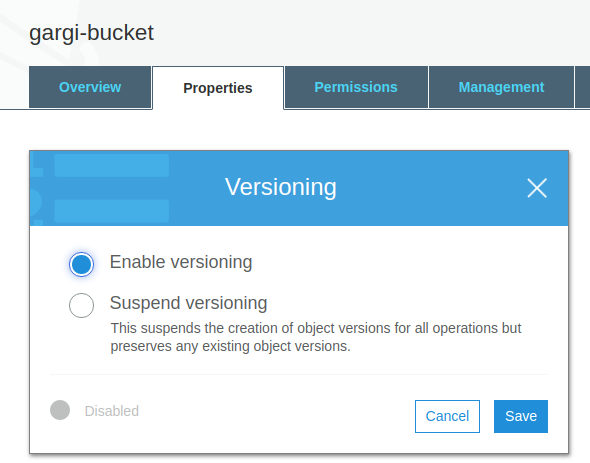 gargi-bucket
Overview Properties Permissions Management
Versioning
Enable versioning
Suspend versioning
This suspends the creation of object versions for all operations but
preserves any existing object versions.
Disabled Cancel Save